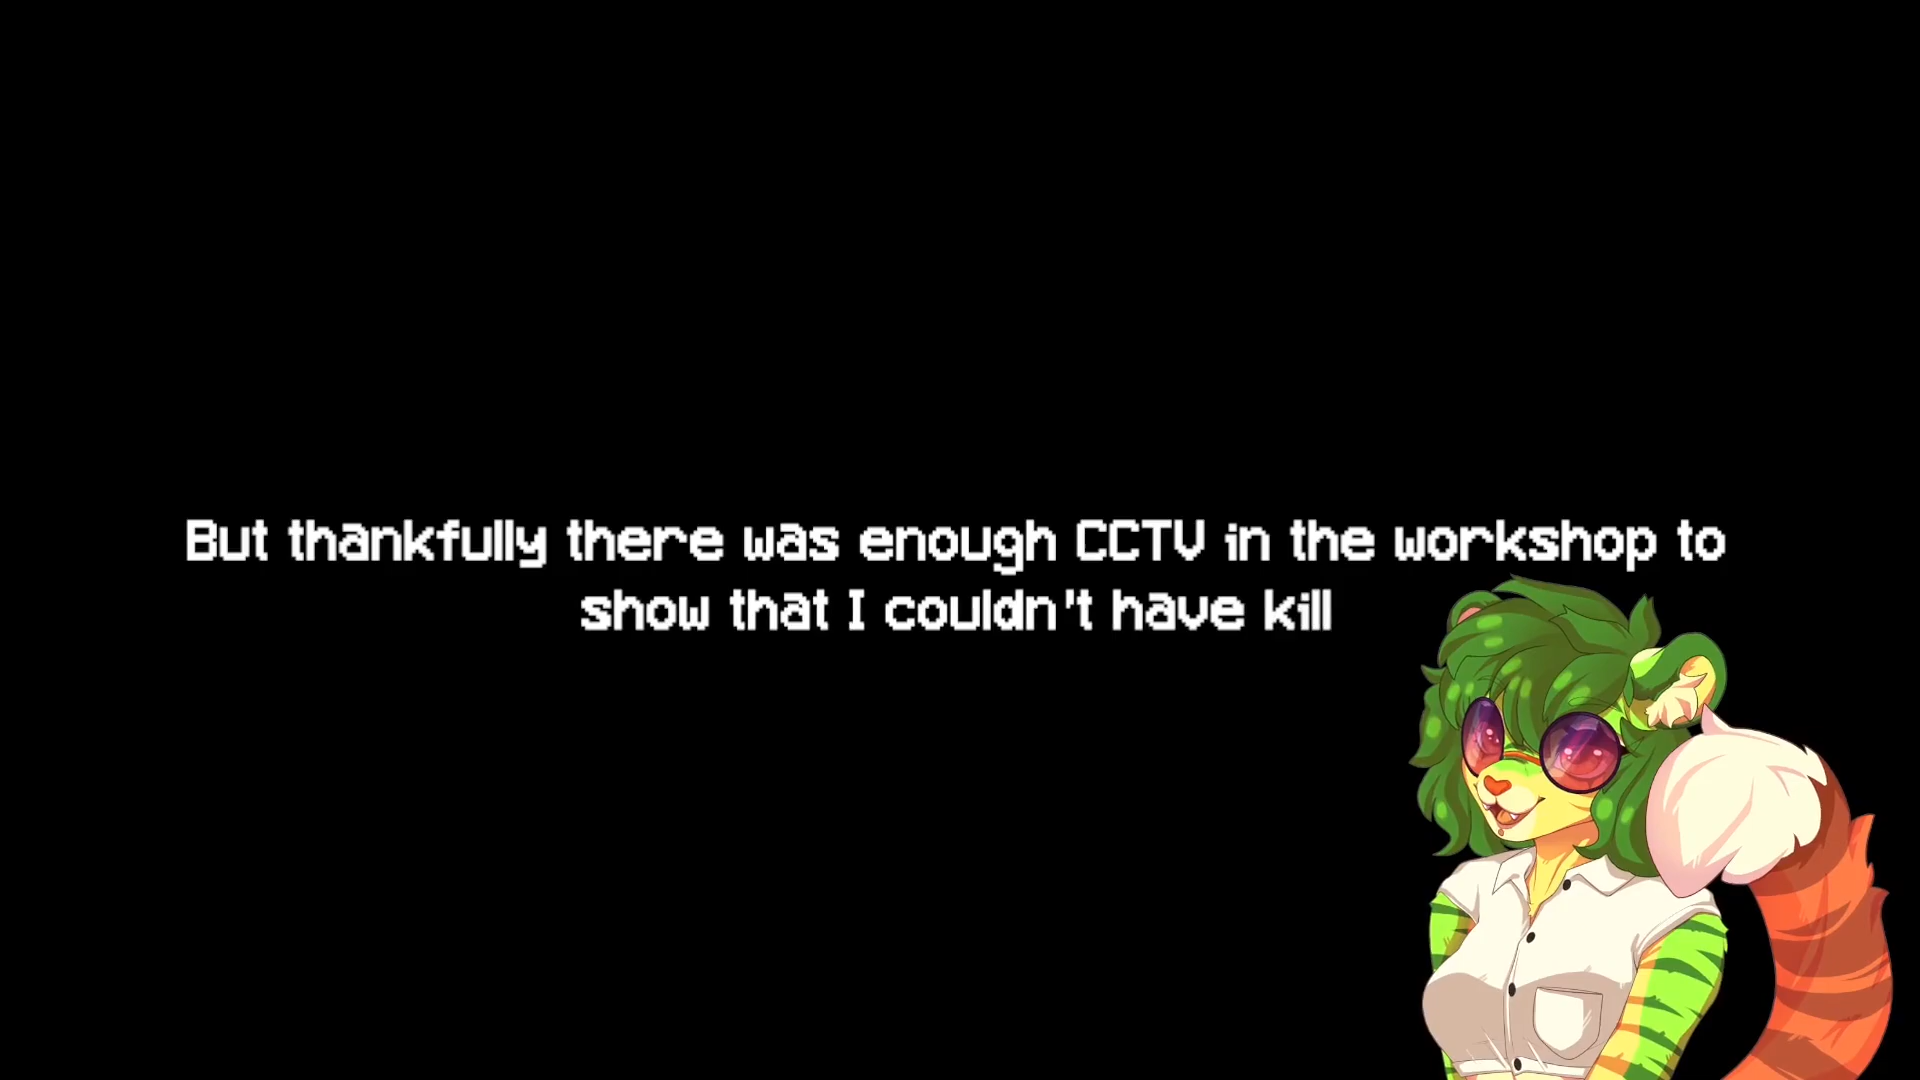 But thankfully there was enough CCTV in the workshop to
show that I couldn't have kill